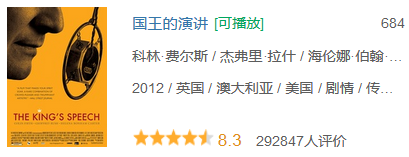 国王的演讲 [可播放] 684
科林·费尔斯 / 杰弗里·拉什 / 海伦娜·伯翰·...
2012 / 英国 / 澳大利亚 / 美国 / 剧情 / 传...
THE KING'S SPEECH
8.3 292847人评价